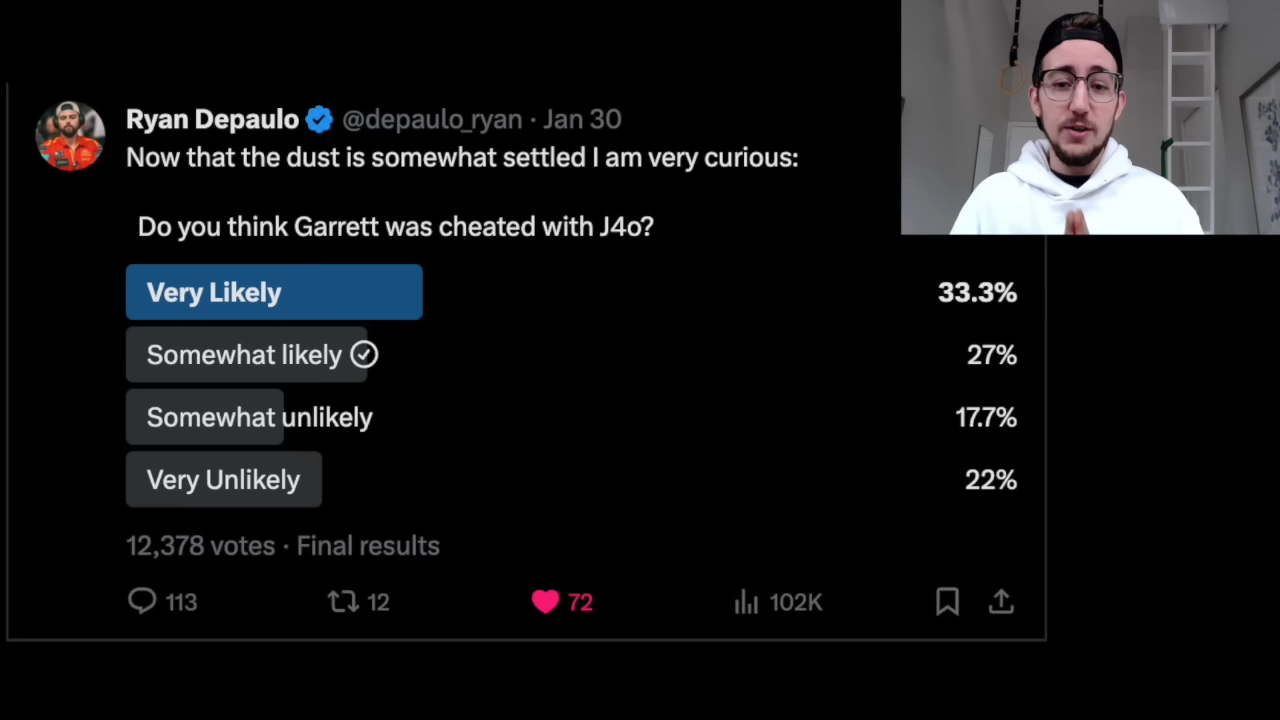 Ryan Depaulo @depaulo_ryan · Jan 30
Now that the dust is somewhat settled I am very curious:
Do you think Garrett was cheated with J4o?
Very Likely 33.3%
Somewhat likely 27%
Somewhat unlikely 17.7%
Very Unlikely 22%
12,378 votes · Final results
113 12 72 102K